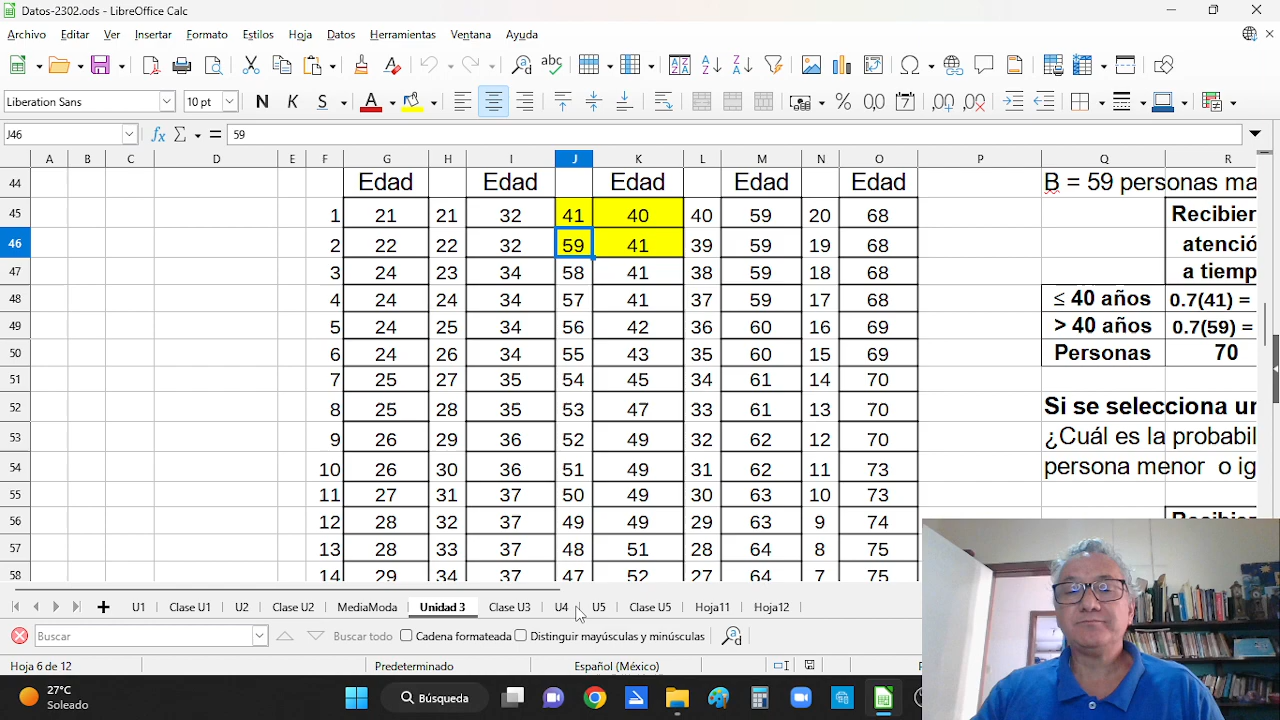 Datos-2302.ods - LibreOffice Calc
Archivo Editar Ver Insertar Formato Estilos Hoja Datos Herramientas Ventana Ayuda
Liberation Sans 10 pt N K S
J46 59
A B C D E F G H I J K L M N O P Q R
44 Edad Edad Edad Edad Edad B = 59 personas ma
45 1 21 21 32 41 40 40 59 20 68 Recibier
46 2 22 22 32 59 41 39 59 19 68 atenció
47 3 24 23 34 58 41 38 59 18 68 a tiemp
48 4 24 24 34 57 41 37 59 17 68 ≤ 40 años 0.7(41) =
49 5 24 25 34 56 42 36 60 16 69 > 40 años 0.7(59) =
50 6 24 26 34 55 43 35 60 15 69 Personas 70
51 7 25 27 35 54 45 34 61 14 70
52 8 25 28 35 53 47 33 61 13 70 Si se selecciona un
53 9 26 29 36 52 49 32 62 12 70 ¿Cuál es la probabil
54 10 26 30 36 51 49 31 62 11 73 persona menor o ig
55 11 27 31 37 50 49 30 63 10 73
56 12 28 32 37 49 49 29 63 9 74
57 13 28 33 37 48 51 28 64 8 75
58 14 29 34 37 47 52 27 64 7 75
U1 Clase U1 U2 Clase U2 MediaModa Unidad 3 Clase U3 U4 U5 Clase U5 Hoja11 Hoja12
Buscar Buscar todo Cadena formateada Distinguir mayúsculas y minúsculas
Hoja 6 de 12 Predeterminado Español (México)
27°C
Soleado
Búsqueda